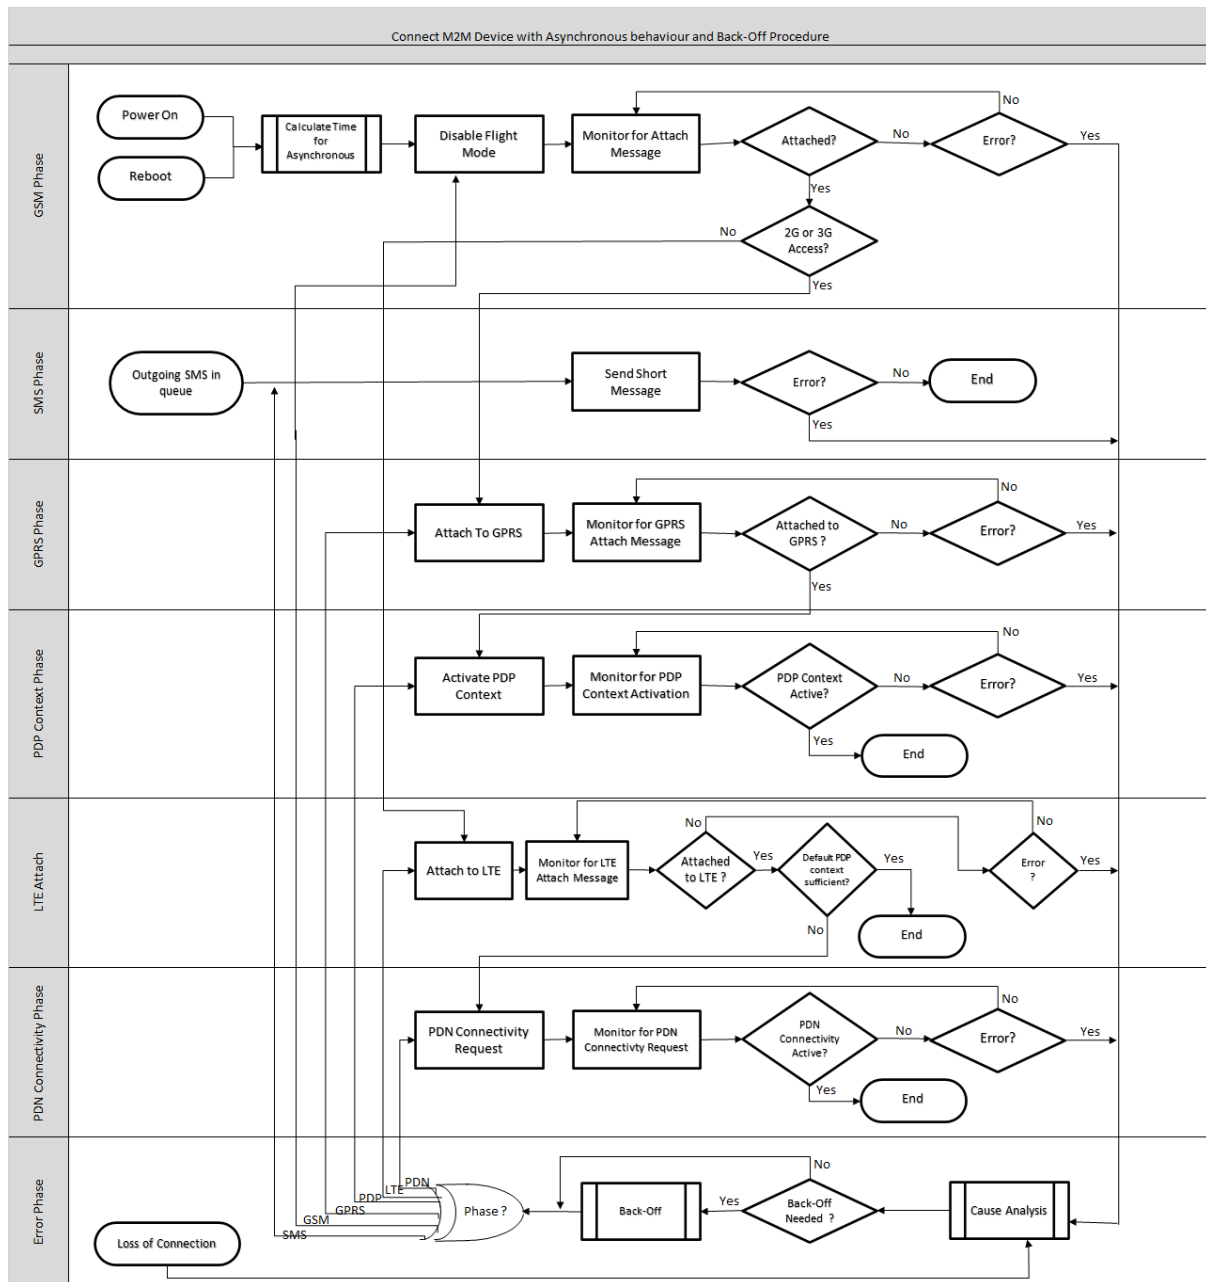 Connect M2M Device with Asynchronous behaviour and Back-Off Procedure
GSM Phase
Power On
Reboot
Calculate Time
for
Asynchronous
Disable Flight
Mode
Monitor for Attach
Message
Attached?
No
Error?
No
Yes
Yes
2G or 3G
Access?
No
Yes
SMS Phase
Outgoing SMS in
queue
Send Short
Message
Error?
No
End
Yes
GPRS Phase
Attach To GPRS
Monitor for GPRS
Attach Message
Attached to
GPRS ?
No
Error?
No
Yes
Yes
PDP Context Phase
Activate PDP
Context
Monitor for PDP
Context Activation
PDP Context
Active?
No
Error?
No
Yes
Yes
End
LTE Attach
Attach to LTE
Monitor for LTE
Attach Message
Attached
to LTE ?
No
Yes
Default PDP
context
sufficient?
Yes
No
End
Error
?
No
Yes
PDN Connectivity Phase
PDN Connectivity
Request
Monitor for PDN
Connectivty Request
PDN
Connectivity
Active?
No
Error?
No
Yes
Yes
End
Error Phase
Loss of Connection
PDN
LTE
PDP
GPRS
GSM
SMS
Phase ?
Back-Off
Yes
No
Back-Off
Needed ?
Cause Analysis